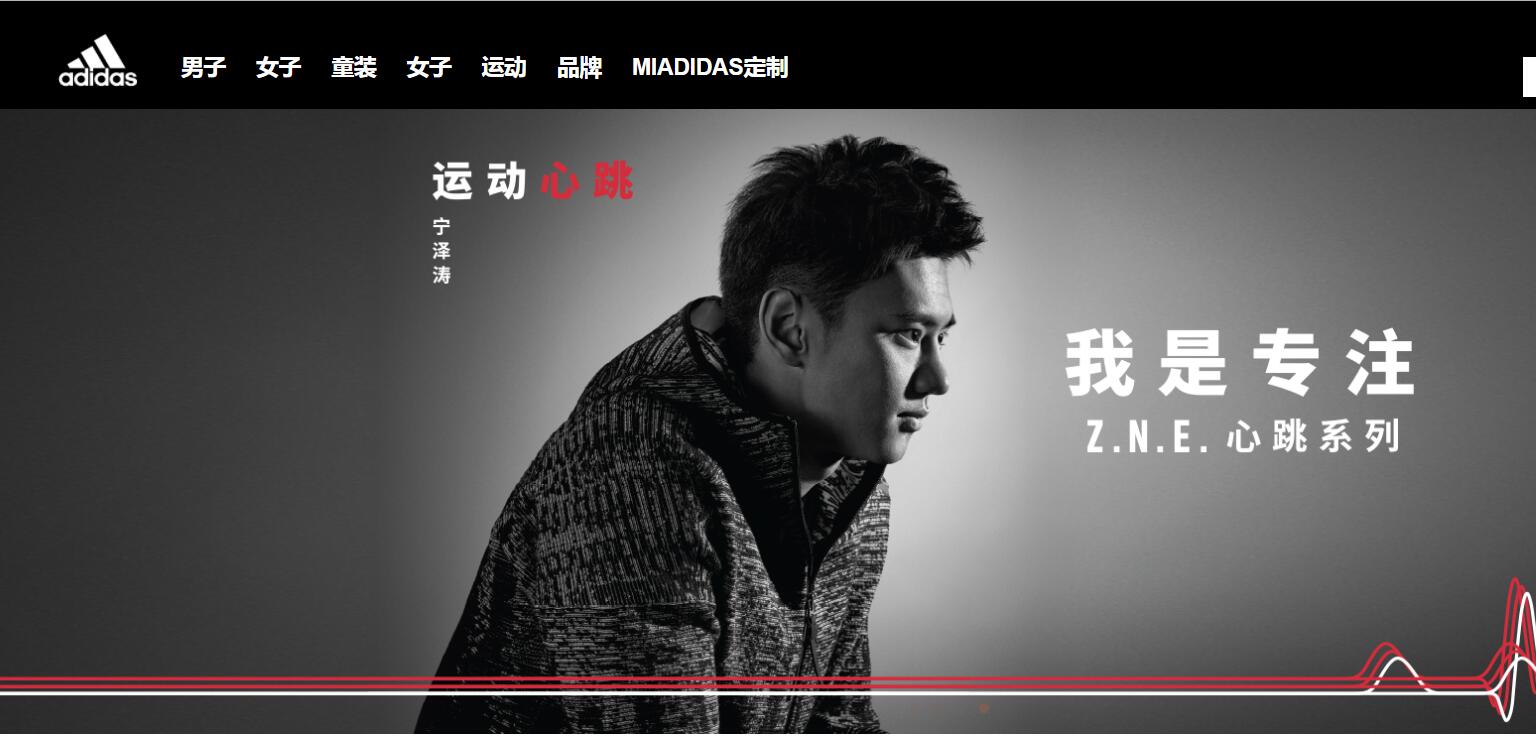 adidas
男子 女子 童装 女子 运动 品牌 MIADIDAS定制
运动心跳
宁泽涛
我是专注
Z.N.E. 心跳系列